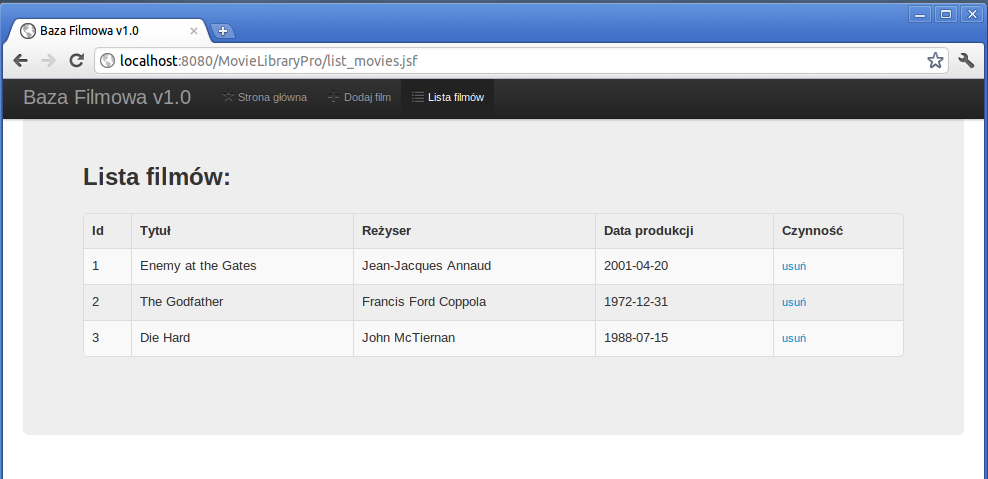 Baza Filmowa v1.0
localhost:8080/MovieLibraryPro/list_movies.jsf
Baza Filmowa v1.0 Strona główna Dodaj film Lista filmów
Lista filmów:
Id Tytuł Reżyser Data produkcji Czynność
1 Enemy at the Gates Jean-Jacques Annaud 2001-04-20 usuń
2 The Godfather Francis Ford Coppola 1972-12-31 usuń
3 Die Hard John McTiernan 1988-07-15 usuń